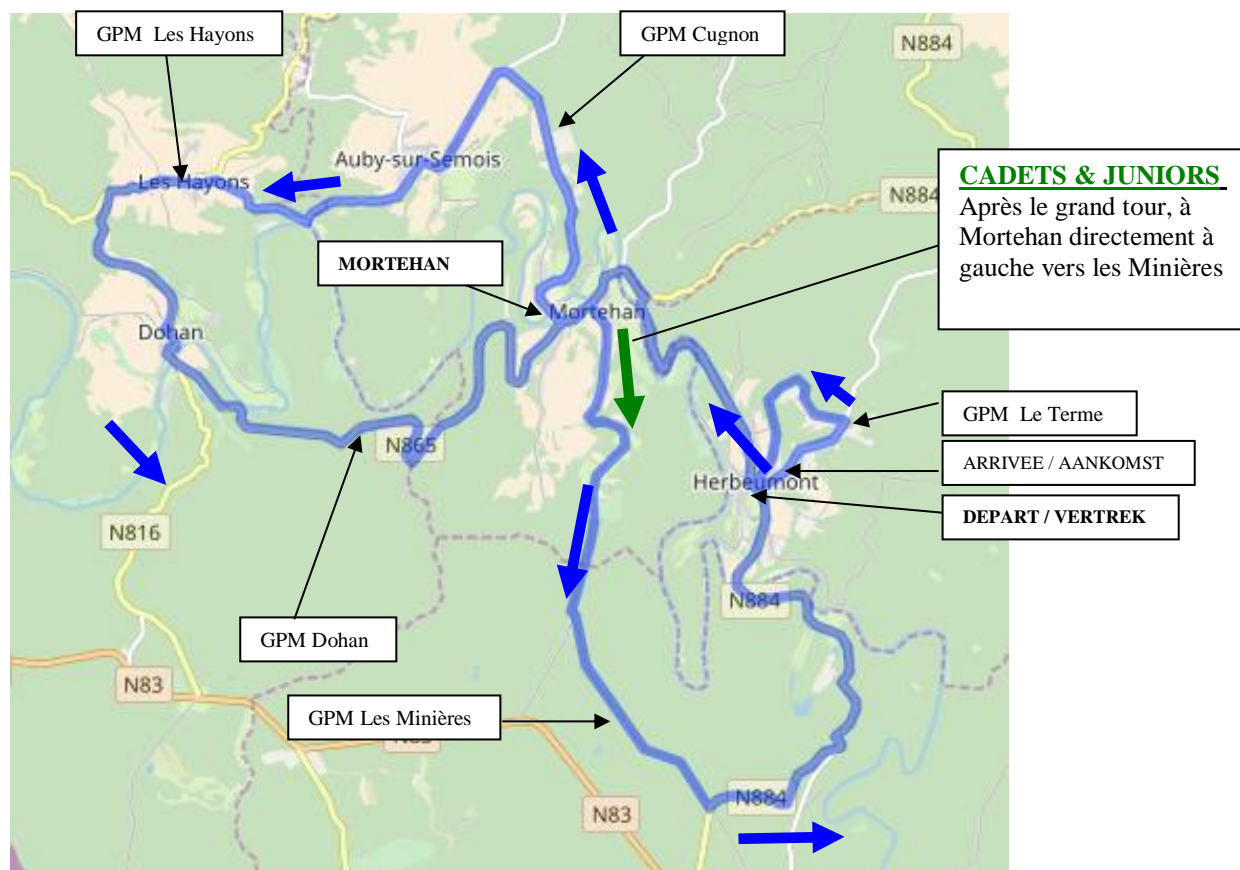 GPM Les Hayons
GPM Cugnon
N884
Auby-sur-Semois
Les Hayons
N884
CADETS & JUNIORS
Après le grand tour, à
Mortehan directement à
gauche vers les Minières
MORTEHAN
Mortehan
Dohan
GPM Le Terme
N865
ARRIVEE / AANKOMST
Herbeumont
DEPART / VERTREK
N816
N884
GPM Dohan
N83
GPM Les Minières
N884
N83